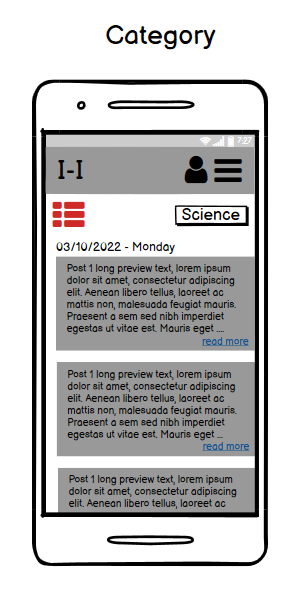 Category
7:27
I-I
Science
03/10/2022 - Monday
Post 1 long preview text, lorem ipsum
dolor sit amet, consectetur adipiscing
elit. Aenean libero tellus, laoreet ac
mattis non, malesuada feugiat mauris.
Praesent a sem sed nibh imperdiet
egestas ut vitae est. Mauris eget ....
read more
Post 1 long preview text, lorem ipsum
dolor sit amet, consectetur adipiscing
elit. Aenean libero tellus, laoreet ac
mattis non, malesuada feugiat mauris.
Praesent a sem sed nibh imperdiet
egestas ut vitae est. Mauris eget ....
read more
Post 1 long preview text, lorem ipsum
dolor sit amet, consectetur adipiscing
elit. Aenean libero tellus, laoreet ac